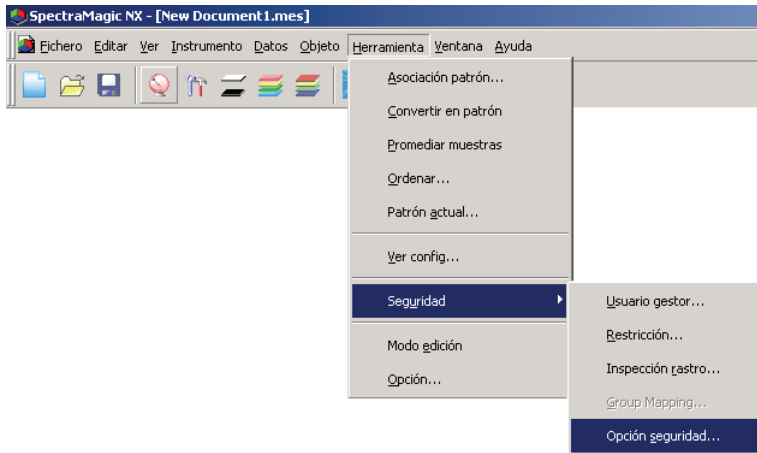 SpectraMagic NX - [New Document1.mes]
Fichero Editar Ver Instrumento Datos Objeto Herramienta Ventana Ayuda
Asociación patrón...
Convertir en patrón
Promediar muestras
Ordenar...
Patrón actual...
Ver config...
Seguridad
Usuario gestor...
Restricción...
Modo edición
Inspección rastro...
Opción...
Group Mapping...
Opción seguridad...